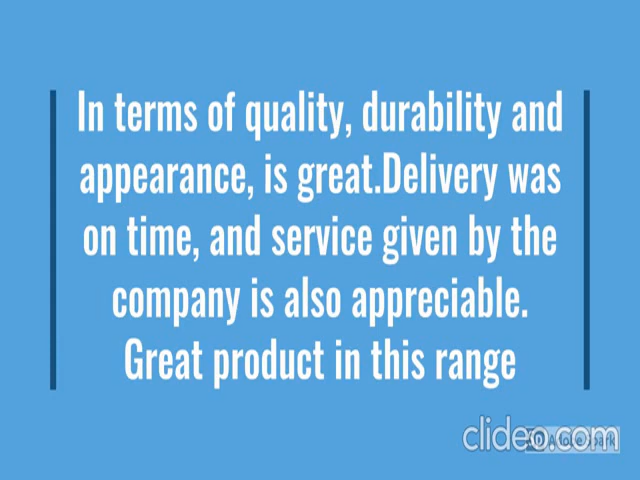 In terms of quality, durability and
appearance, is great.Delivery was
on time, and service given by the
company is also appreciable.
Great product in this range
clideo.com